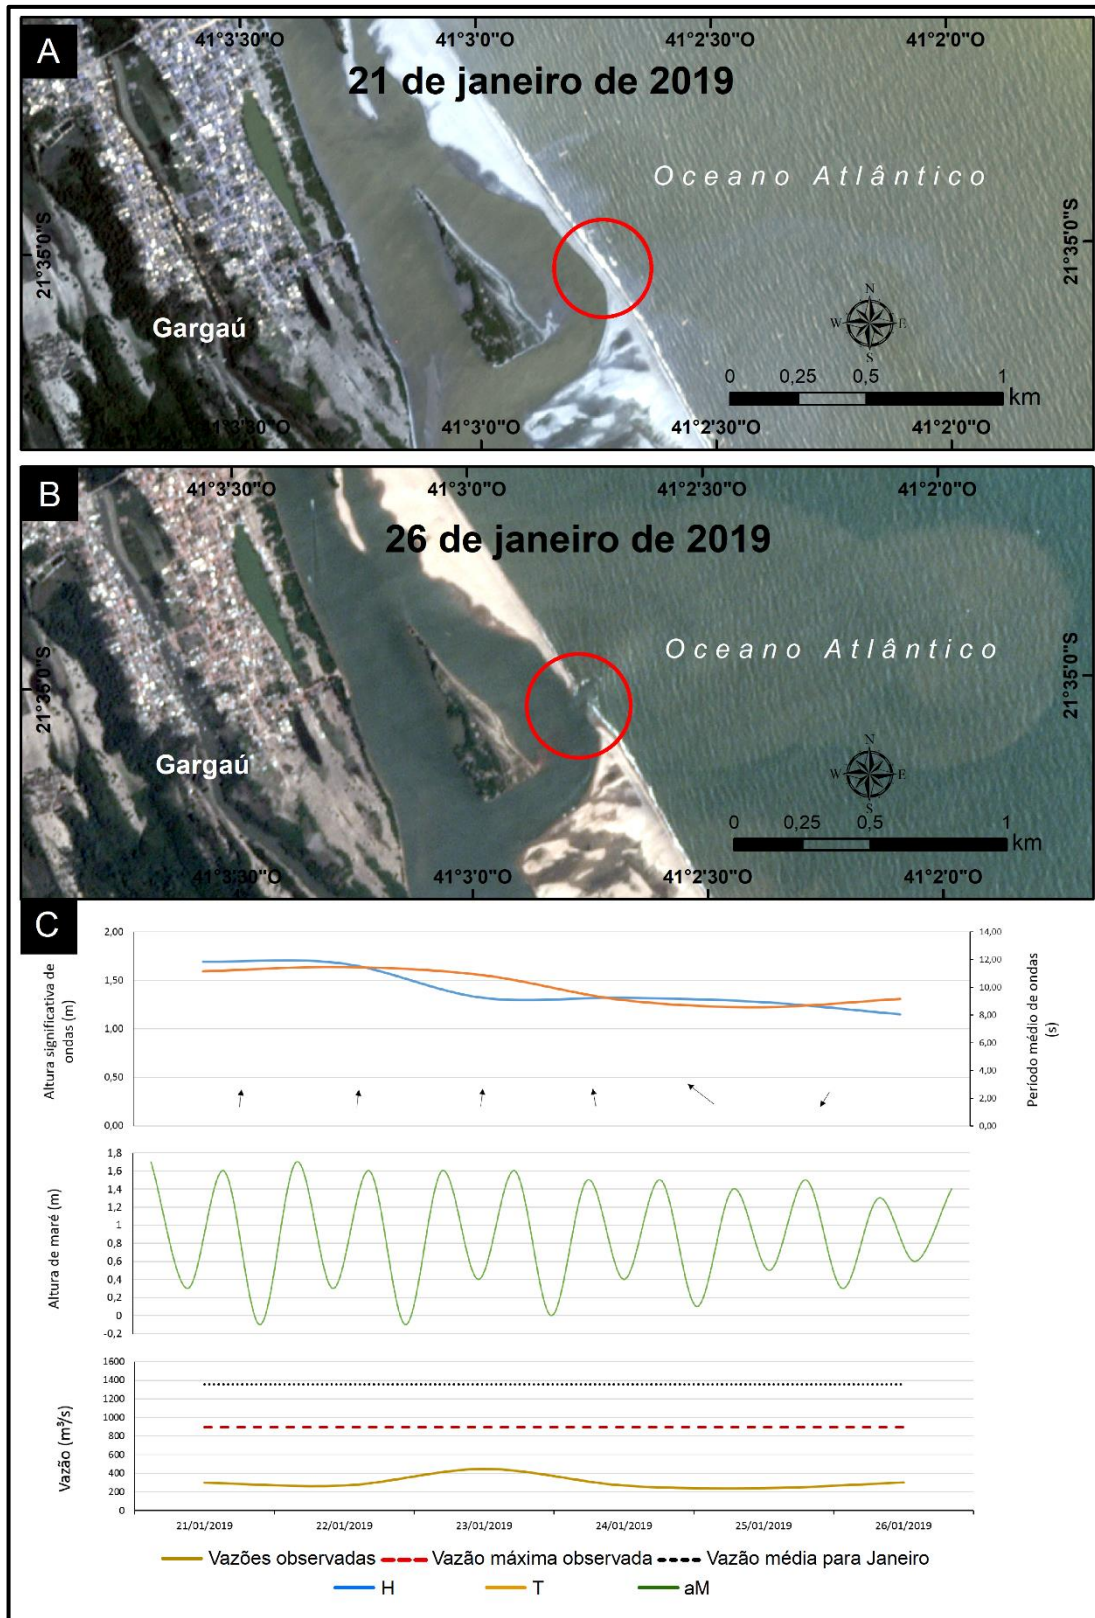 A
41°3'30"O 41°3'0"O 41°2'30"O 41°2'0"O
21 de janeiro de 2019
Oceano Atlântico
21°35'0"S 21°35'0"S
N
W E
S
Gargaú
0 0,25 0,5 1
km
41°3'30"O 41°3'0"O 41°2'30"O 41°2'0"O
B
41°3'30"O 41°3'0"O 41°2'30"O 41°2'0"O
26 de janeiro de 2019
Oceano Atlântico
21°35'0"S 21°35'0"S
N
W E
S
Gargaú
0 0,25 0,5 1
km
41°3'30"O 41°3'0"O 41°2'30"O 41°2'0"O
C
Altura significativa de
ondas (m)
2,00
1,50
1,00
0,50
0,00
14,00
12,00
10,00
8,00
6,00
4,00
2,00
0,00
Período médio de ondas
(s)
Altura de maré (m)
1,8
1,6
1,4
1,2
1
0,8
0,6
0,4
0,2
0
-0,2
Vazão (m³/s)
1600
1400
1200
1000
800
600
400
200
0
21/01/2019 22/01/2019 23/01/2019 24/01/2019 25/01/2019 26/01/2019
Vazões observadas Vazão máxima observada Vazão média para Janeiro
H T aM